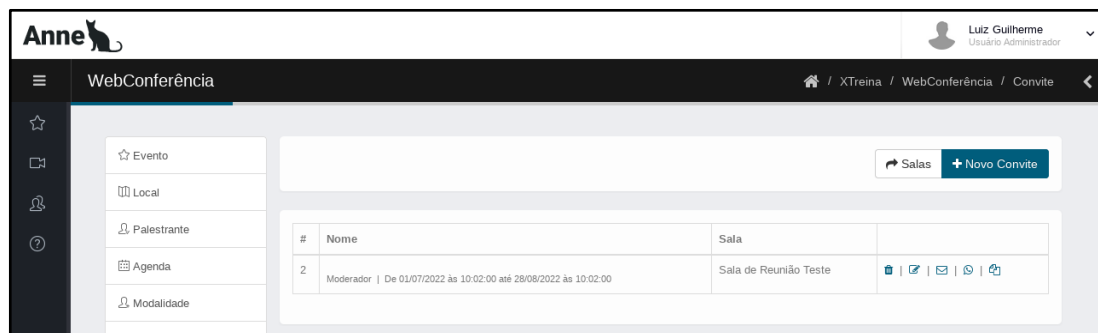 Anne
Luiz Guilherme
Usuário Administrador
WebConferência
/ XTreina / WebConferência / Convite
Evento
Local
Palestrante
Agenda
Modalidade
Salas
+ Novo Convite
# Nome Sala
2 Sala de Reunião Teste | | | |
Moderador | De 01/07/2022 às 10:02:00 até 28/08/2022 às 10:02:00